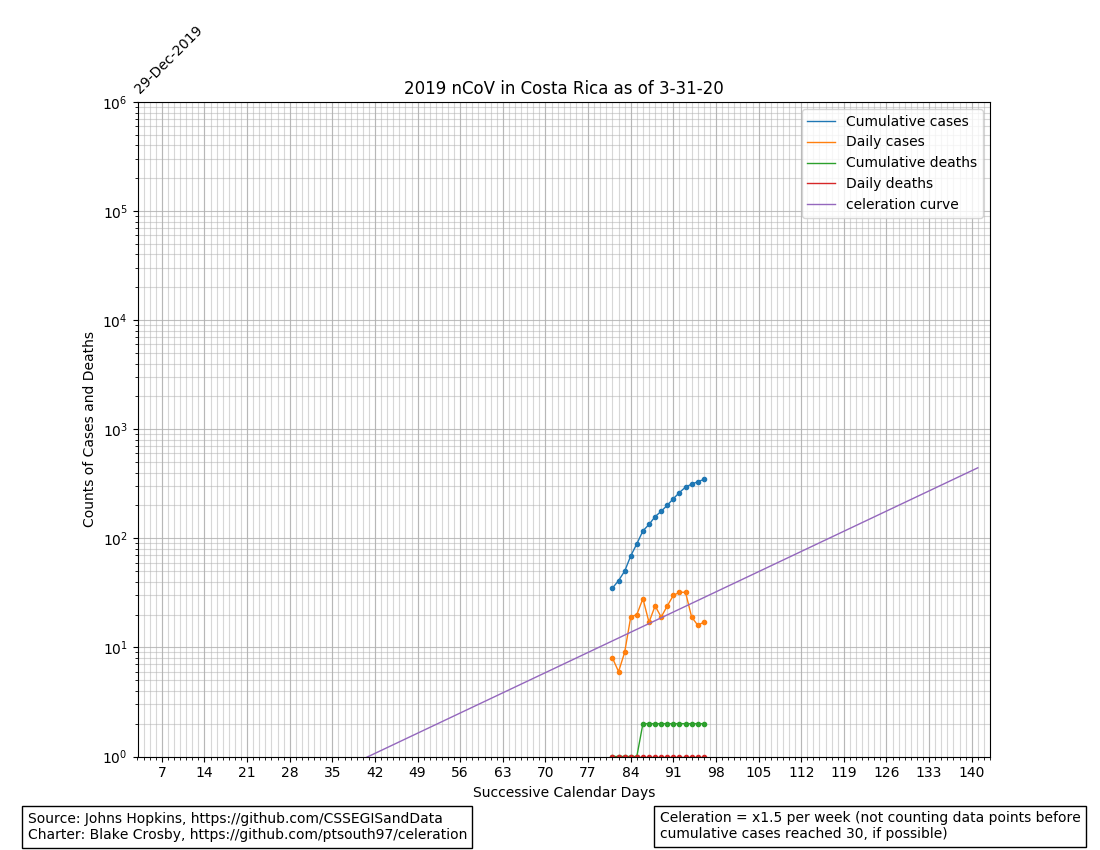 29-Dec-2019
2019 nCoV in Costa Rica as of 3-31-20
10^6
10^5
10^4
10^3
10^2
10^1
10^0
Counts of Cases and Deaths
Cumulative cases
Daily cases
Cumulative deaths
Daily deaths
celeration curve
7 14 21 28 35 42 49 56 63 70 77 84 91 98 105 112 119 126 133 140
Successive Calendar Days
Source: Johns Hopkins, https://github.com/CSSEGISandData
Charter: Blake Crosby, https://github.com/ptsouth97/celeration
Celeration = x1.5 per week (not counting data points before
cumulative cases reached 30, if possible)